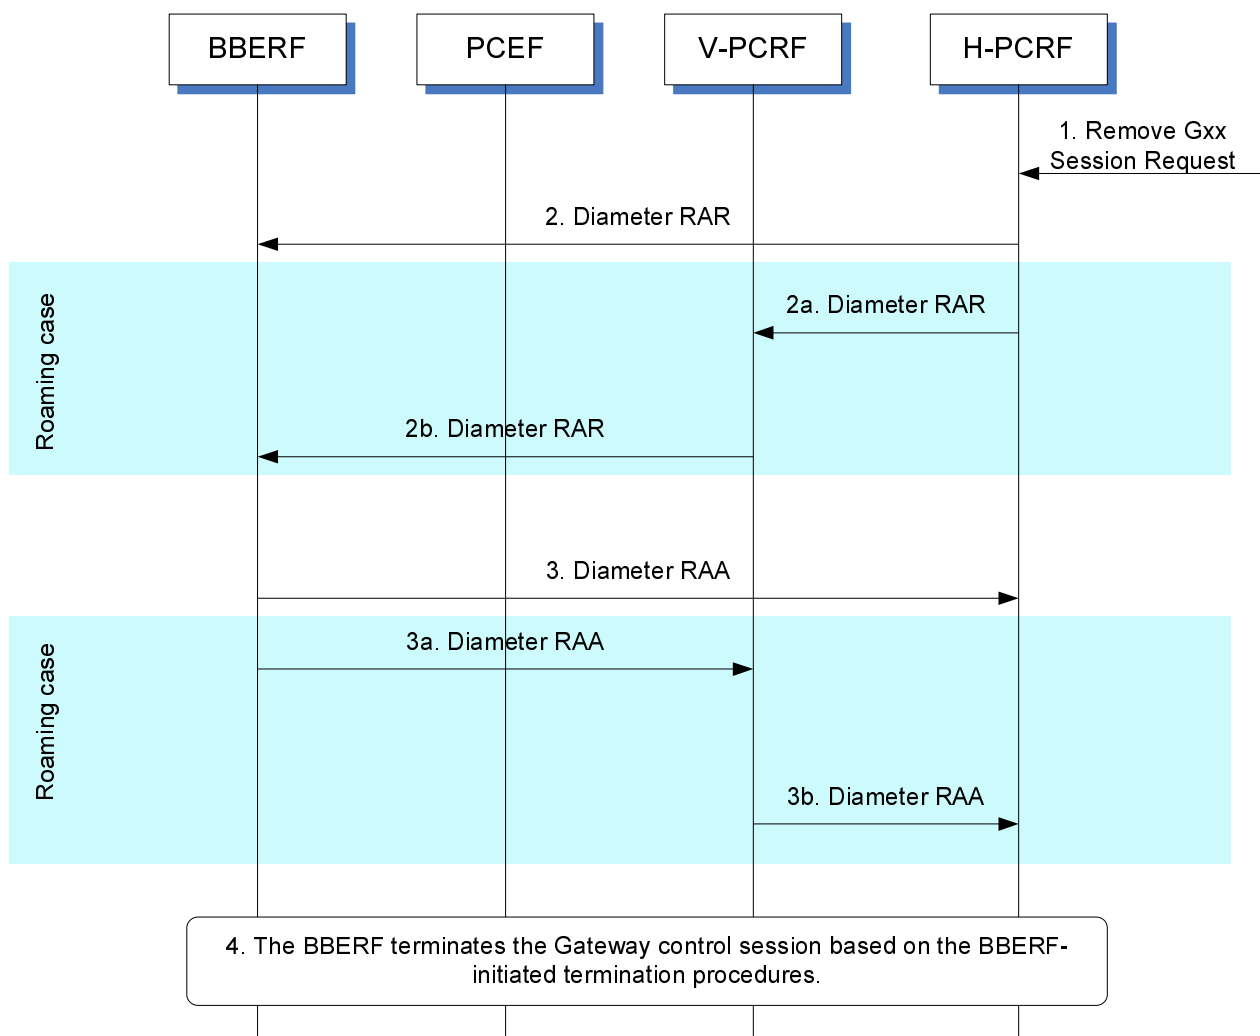 BBERF
PCEF
V-PCRF
H-PCRF
1. Remove Gxx
Session Request
2. Diameter RAR
Roaming case
2a. Diameter RAR
2b. Diameter RAR
3. Diameter RAA
Roaming case
3a. Diameter RAA
3b. Diameter RAA
4. The BBERF terminates the Gateway control session based on the BBERF-
initiated termination procedures.